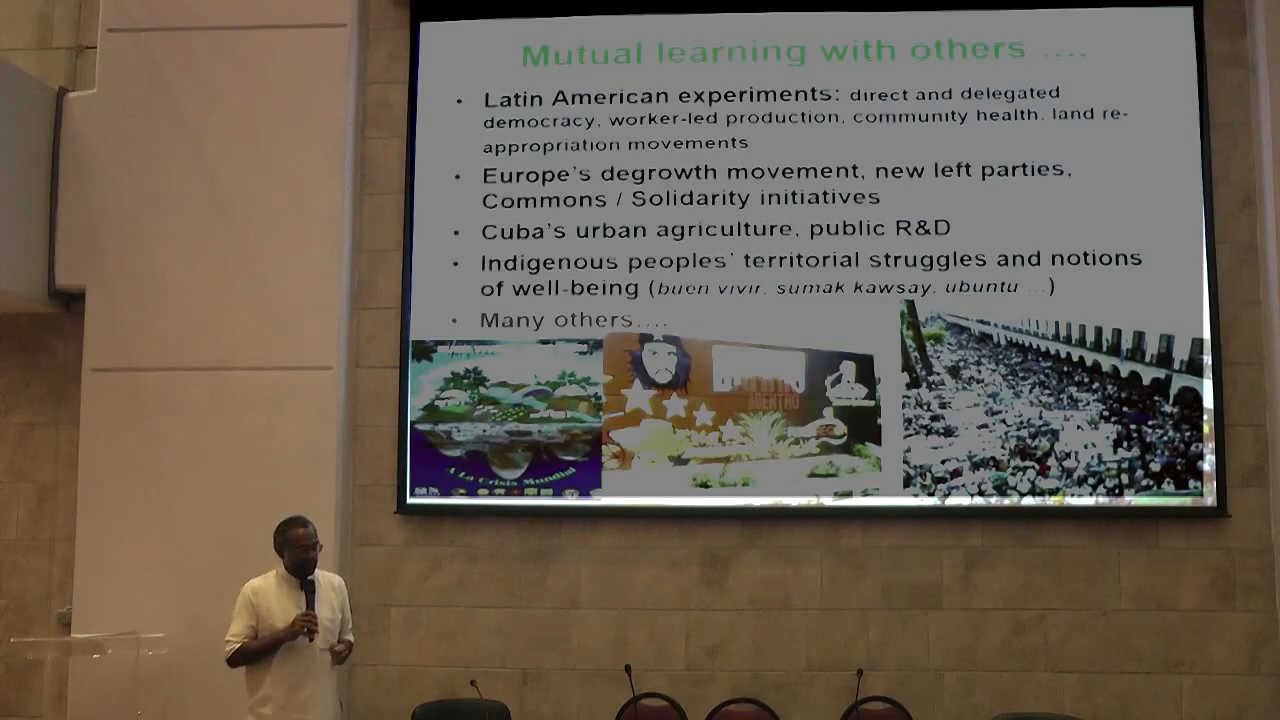 Mutual learning with others ....
• Latin American experiments: direct and delegated
democracy, worker-led production, community health, land re-
appropriation movements
• Europe's degrowth movement, new left parties,
Commons / Solidarity initiatives
• Cuba's urban agriculture, public R&D
• Indigenous peoples' territorial struggles and notions
of well-being (buen vivir, sumak kawsay, ubuntu ...)
• Many others....
A La Crisis Mundial
ADENTRO